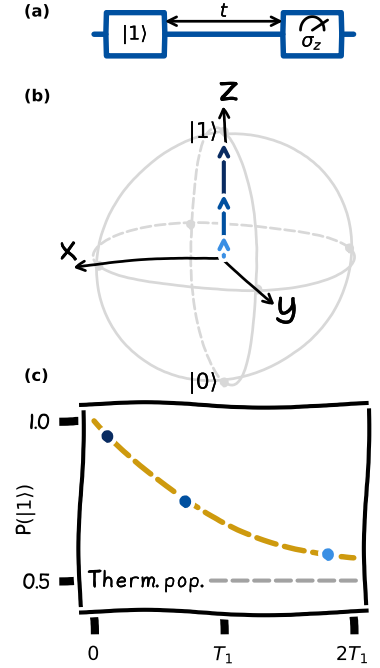 (a)
t
|1⟩
σz
(b)
z
|1⟩
x
y
|0⟩
(c)
1.0
P(|1⟩)
0.5
Therm. pop.
0
T1
2T1